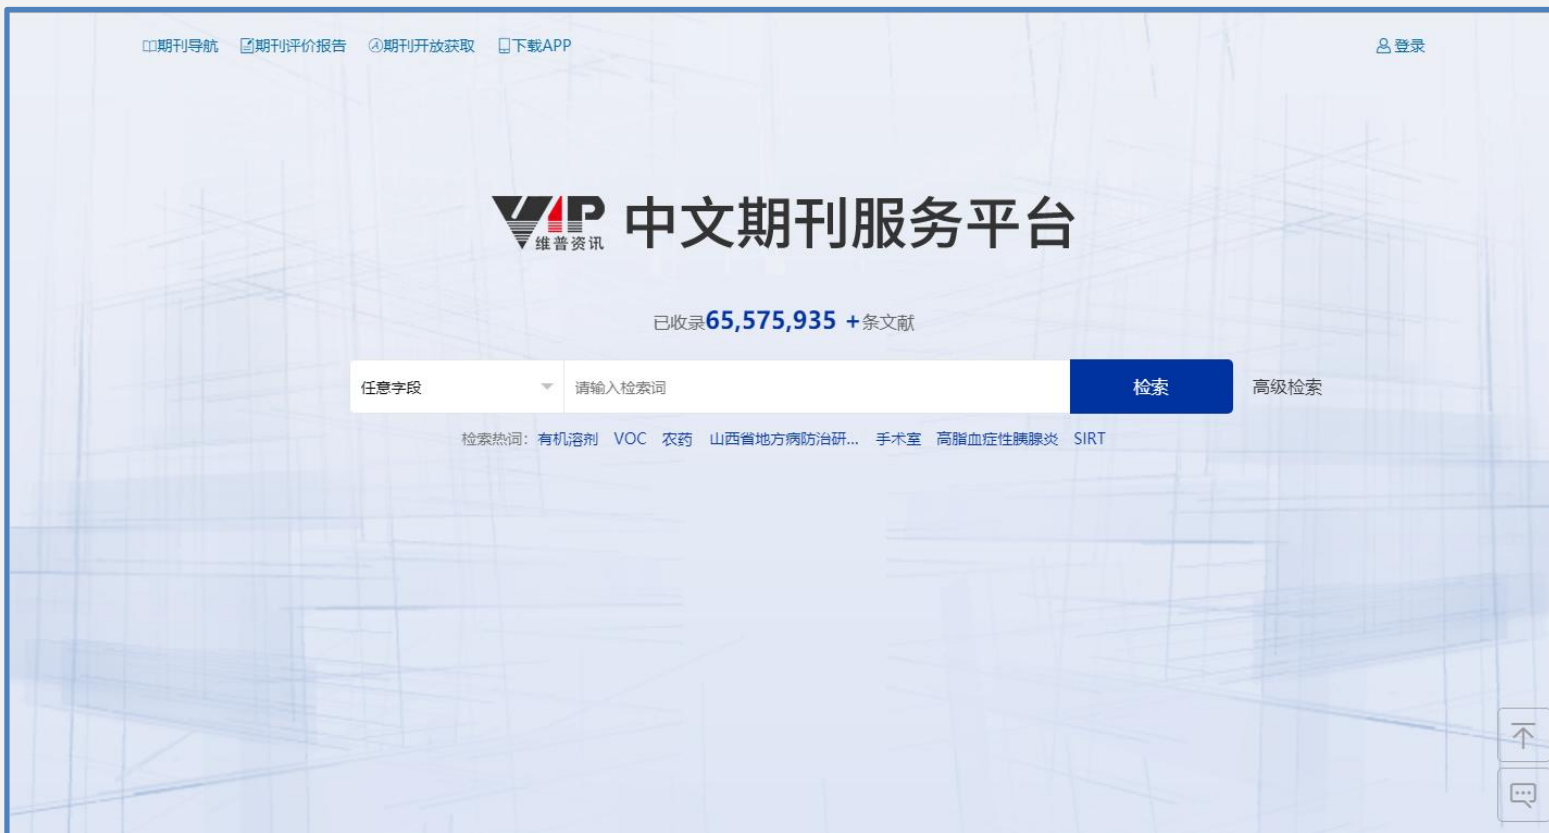 期刊导航 期刊评价报告 期刊开放获取 下载APP 登录
VIP 维普资讯 中文期刊服务平台
已收录65,575,935 +条文献
任意字段 请输入检索词 检索 高级检索
检索热词: 有机溶剂 VOC 农药 山西省地方病防治研... 手术室 高脂血症性胰腺炎 SIRT